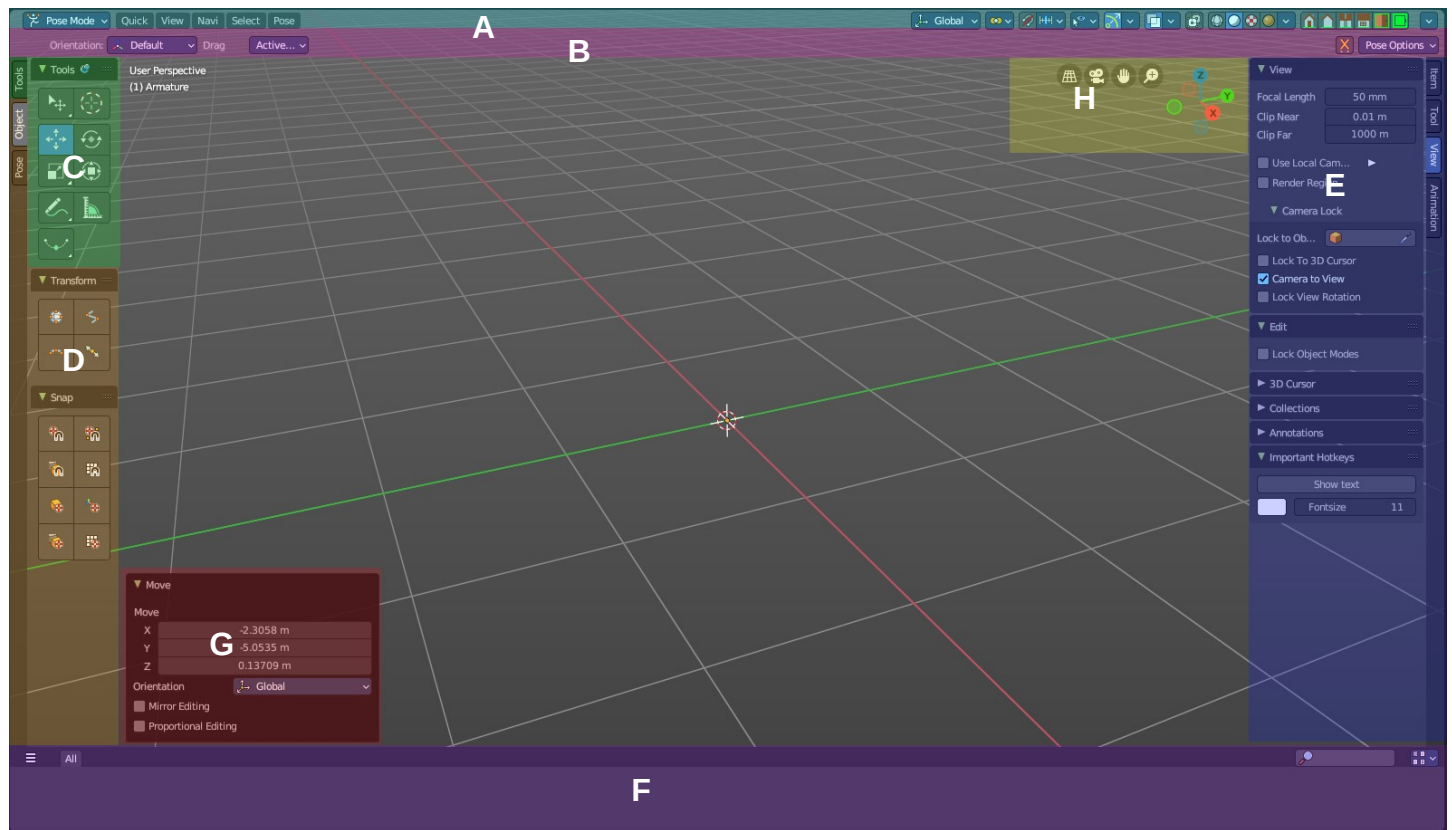 Pose Mode Quick View Navi Select Pose A Global
Orientation: Default Drag Active... B Pose Options
Tools
Object
Pose
Tools
C
Transform
D
Snap
User Perspective
(1) Armature
H
Z
Y
X
View
Focal Length 50 mm
Clip Near 0.01 m
Clip Far 1000 m
Use Local Cam...
Render Regi
E
Camera Lock
Lock to Ob...
Lock To 3D Cursor
Camera to View
Lock View Rotation
Edit
Lock Object Modes
3D Cursor
Collections
Annotations
Important Hotkeys
Show text
Fontsize 11
Item
Tool
View
Animation
Move
Move
X -2.3058 m
G
Y -5.0535 m
Z 0.13709 m
Orientation Global
Mirror Editing
Proportional Editing
All
F